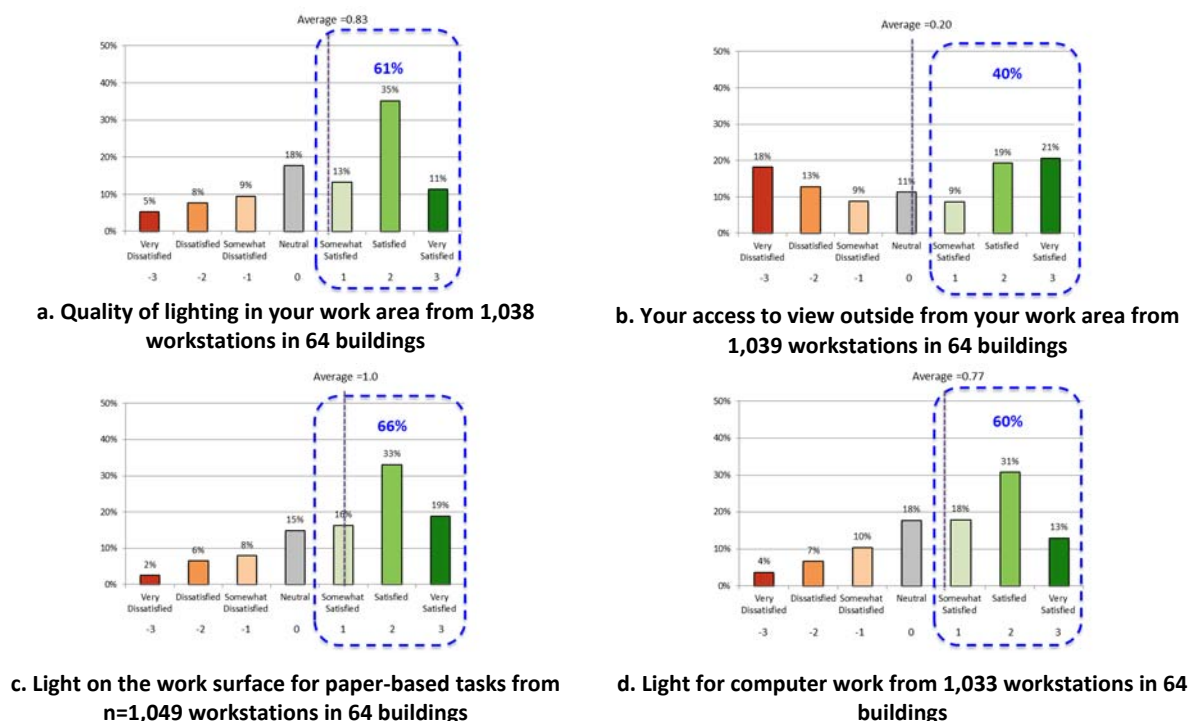 Average =0.83
50%
40%
30%
20%
10%
0%
61%
5%
8%
9%
18%
13%
35%
11%
Very Dissatisfied
Dissatisfied
Somewhat Dissatisfied
Neutral
Somewhat Satisfied
Satisfied
Very Satisfied
-3 -2 -1 0 1 2 3
a. Quality of lighting in your work area from 1,038
workstations in 64 buildings
Average =0.20
50%
40%
30%
20%
10%
0%
40%
18%
13%
9%
11%
9%
19%
21%
Very Dissatisfied
Dissatisfied
Somewhat Dissatisfied
Neutral
Somewhat Satisfied
Satisfied
Very Satisfied
-3 -2 -1 0 1 2 3
b. Your access to view outside from your work area from
1,039 workstations in 64 buildings
Average =1.0
50%
40%
30%
20%
10%
0%
66%
2%
6%
8%
15%
16%
33%
19%
Very Dissatisfied
Dissatisfied
Somewhat Dissatisfied
Neutral
Somewhat Satisfied
Satisfied
Very Satisfied
-3 -2 -1 0 1 2 3
c. Light on the work surface for paper-based tasks from
n=1,049 workstations in 64 buildings
Average =0.77
50%
40%
30%
20%
10%
0%
60%
4%
7%
10%
18%
18%
31%
13%
Very Dissatisfied
Dissatisfied
Somewhat Dissatisfied
Neutral
Somewhat Satisfied
Satisfied
Very Satisfied
-3 -2 -1 0 1 2 3
d. Light for computer work from 1,033 workstations in 64
buildings